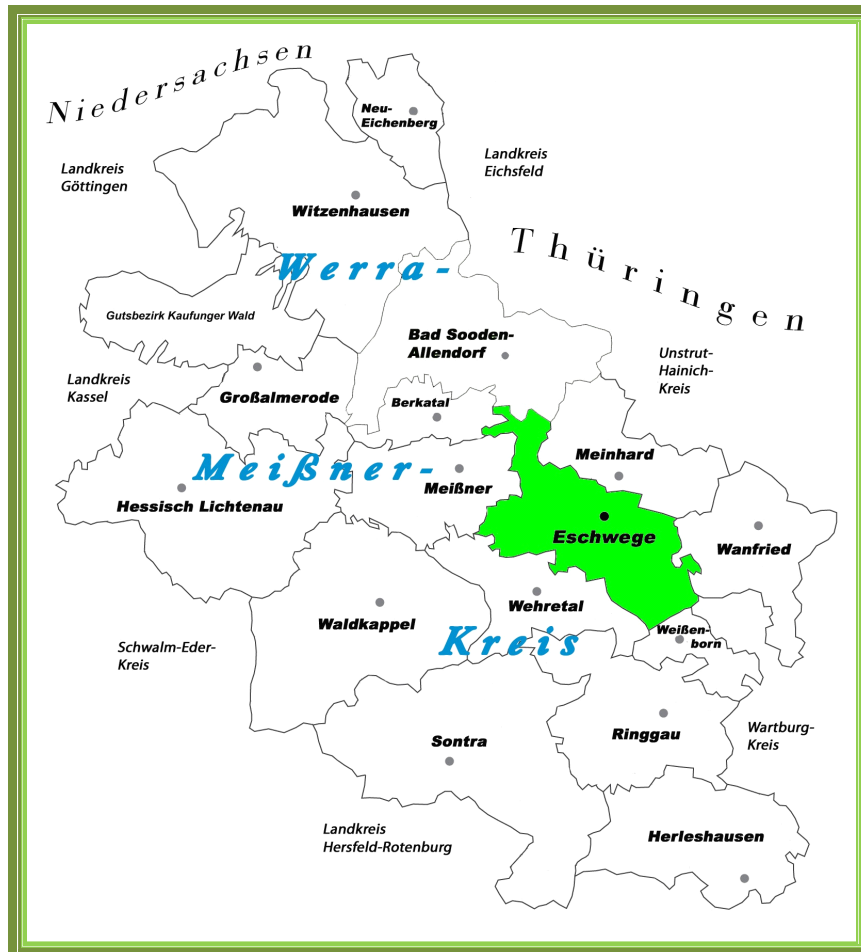 Niedersachsen
Neu-
Eichenberg
Landkreis
Göttingen
Landkreis
Eichsfeld
Witzenhausen
Thüringen
Werra-
Gutsbezirk Kaufunger Wald
Bad Sooden-
Allendorf
Unstrut-
Hainich-
Kreis
Landkreis
Kassel
Großalmerode
Berkatal
Meinhard
Meißner-
Meißner
Hessisch Lichtenau
Eschwege
Wanfried
Wehretal
Waldkappel
Weißen-
born
Kreis
Schwalm-Eder-
Kreis
Ringgau
Wartburg-
Kreis
Sontra
Landkreis
Hersfeld-Rotenburg
Herleshausen